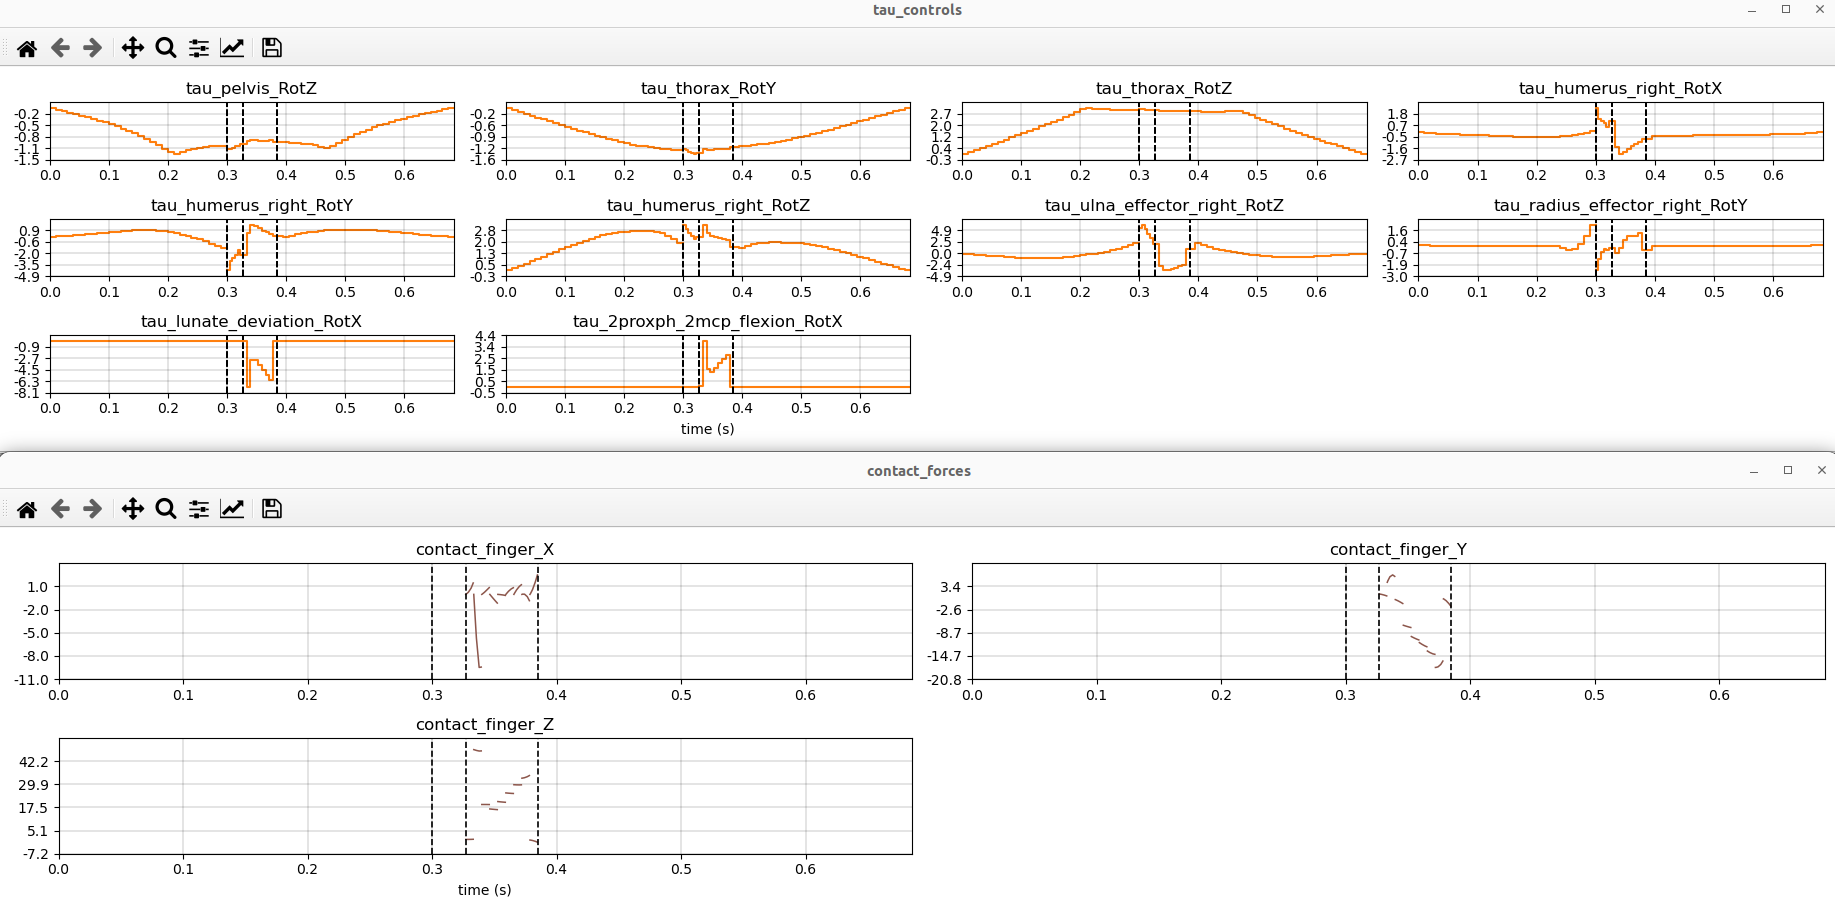 tau_controls
tau_pelvis_RotZ
-0.2
-0.5
-0.8
-1.1
-1.5
0.0 0.1 0.2 0.3 0.4 0.5 0.6
tau_thorax_RotY
-0.2
-0.6
-0.9
-1.2
-1.6
0.0 0.1 0.2 0.3 0.4 0.5 0.6
tau_thorax_RotZ
2.7
2.0
1.2
0.4
-0.3
0.0 0.1 0.2 0.3 0.4 0.5 0.6
tau_humerus_right_RotX
1.8
0.7
-0.5
-1.6
-2.7
0.0 0.1 0.2 0.3 0.4 0.5 0.6
tau_humerus_right_RotY
0.9
-0.6
-2.0
-3.5
-4.9
0.0 0.1 0.2 0.3 0.4 0.5 0.6
tau_humerus_right_RotZ
2.8
2.0
1.3
0.5
-0.3
0.0 0.1 0.2 0.3 0.4 0.5 0.6
tau_ulna_effector_right_RotZ
4.9
2.5
0.0
-2.4
-4.9
0.0 0.1 0.2 0.3 0.4 0.5 0.6
tau_radius_effector_right_RotY
1.6
0.4
-0.7
-1.9
-3.0
0.0 0.1 0.2 0.3 0.4 0.5 0.6
tau_lunate_deviation_RotX
-0.9
-2.7
-4.5
-6.3
-8.1
0.0 0.1 0.2 0.3 0.4 0.5 0.6
tau_2proxph_2mcp_flexion_RotX
4.4
3.4
2.5
1.5
0.5
-0.5
0.0 0.1 0.2 0.3 0.4 0.5 0.6
time (s)
contact_forces
contact_finger_X
1.0
-2.0
-5.0
-8.0
-11.0
0.0 0.1 0.2 0.3 0.4 0.5 0.6
contact_finger_Y
3.4
-2.6
-8.7
-14.7
-20.8
0.0 0.1 0.2 0.3 0.4 0.5 0.6
contact_finger_Z
42.2
29.9
17.5
5.1
-7.2
0.0 0.1 0.2 0.3 0.4 0.5 0.6
time (s)